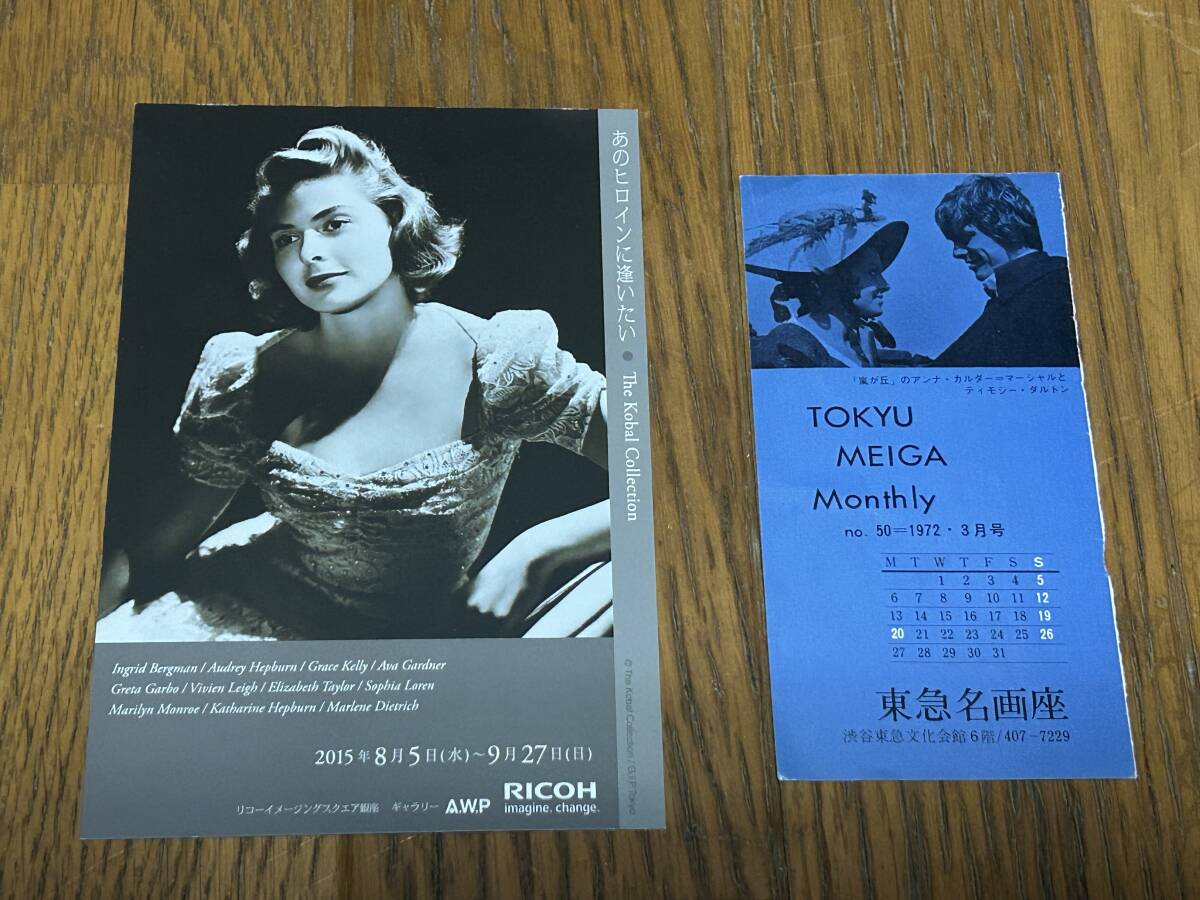 あのヒロインに逢いたい ● The Kobal Collection
Ingrid Bergman / Audrey Hepburn / Grace Kelly / Ava Gardner
Greta Garbo / Vivien Leigh / Elizabeth Taylor / Sophia Loren
Marilyn Monroe / Katharine Hepburn / Marlene Dietrich
2015年8月5日(水)~9月27日(日)
リコーイメージングスクエア銀座 ギャラリー A.W.P
RICOH
imagine. change.
© The Kobal Collection / G.I.P. Tokyo
「嵐が丘」のアンナ・カルダー=マーシャルと
ティモシー・ダルトン
TOKYU
MEIGA
Monthly
no. 50=1972・3月号
M T W T F S S
1 2 3 4 5
6 7 8 9 10 11 12
13 14 15 16 17 18 19
20 21 22 23 24 25 26
27 28 29 30 31
東急名画座
渋谷東急文化会館6階/407-7229